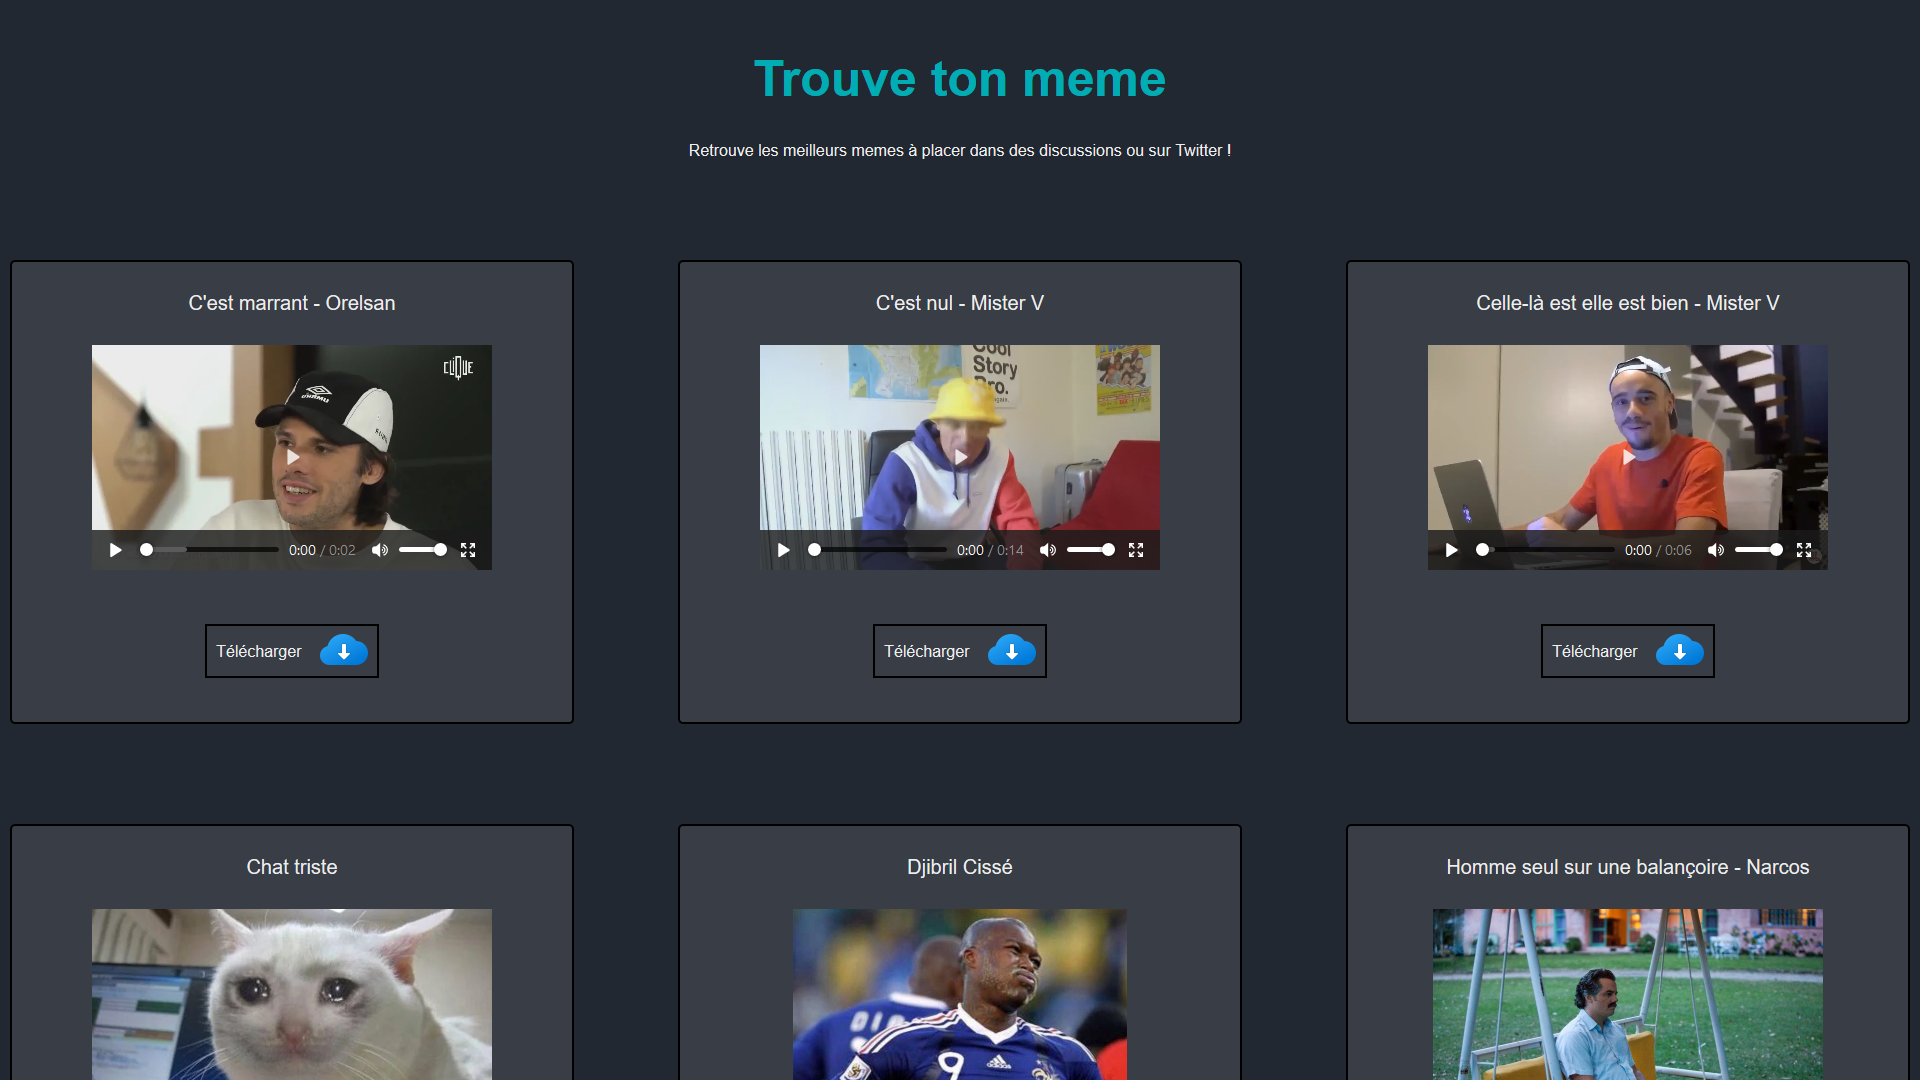 Trouve ton meme
Retrouve les meilleurs memes à placer dans des discussions ou sur Twitter !
C'est marrant - Orelsan
C'est nul - Mister V
Celle-là est elle est bien - Mister V
CLIQUE
UMBRO
Cool
Story
Bro.
0:00 / 0:02
0:00 / 0:14
0:00 / 0:06
Télécharger
Télécharger
Télécharger
Chat triste
Djibril Cissé
Homme seul sur une balançoire - Narcos
9